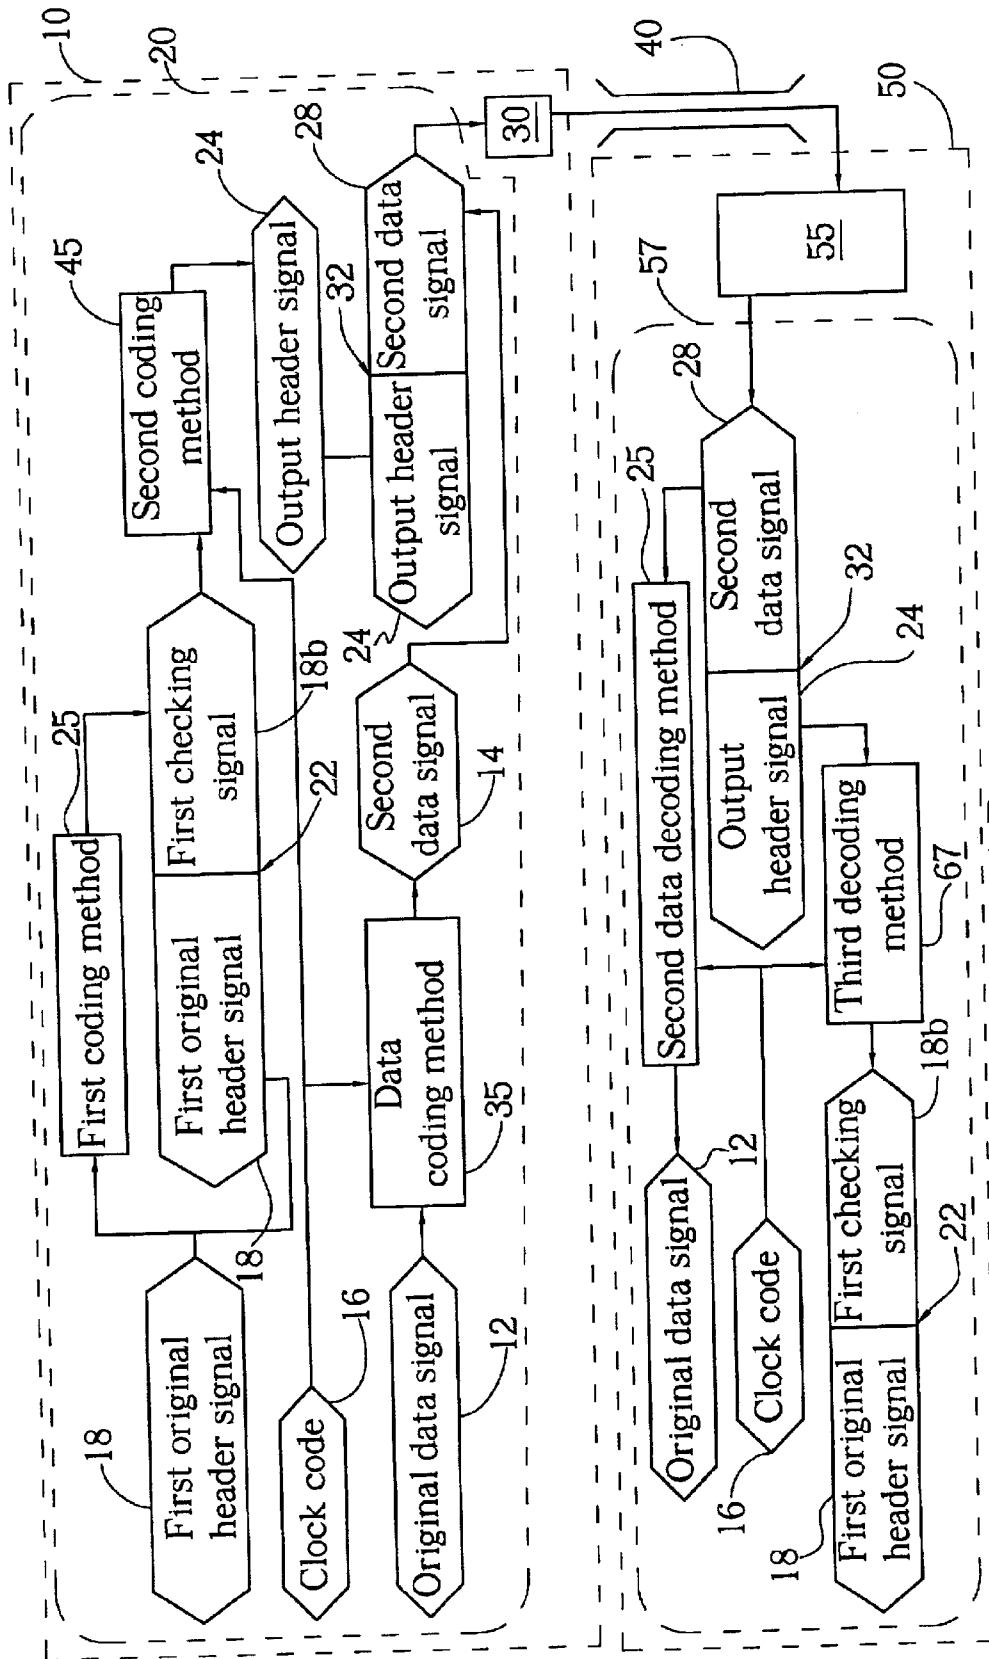 10
20
18
First original
header signal
25
First coding method
First original
header signal
First checking
signal
18
22
18b
45
Second coding
method
24
Output header signal
16
Clock code
12
Original data signal
35
Data
coding method
14
Second
data signal
32
24
Output header
signal
28
Second data
signal
30
40
50
55
57
28
Second
data signal
Output
header signal
32
24
25
Second data decoding method
12
Original data signal
16
Clock code
67
Third decoding
method
18b
First checking
signal
22
18
First original
header signal